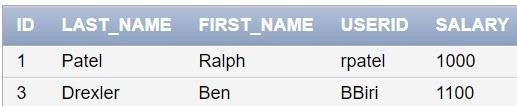 ID LAST_NAME FIRST_NAME USERID SALARY
1 Patel Ralph rpatel 1000
3 Drexler Ben BBiri 1100